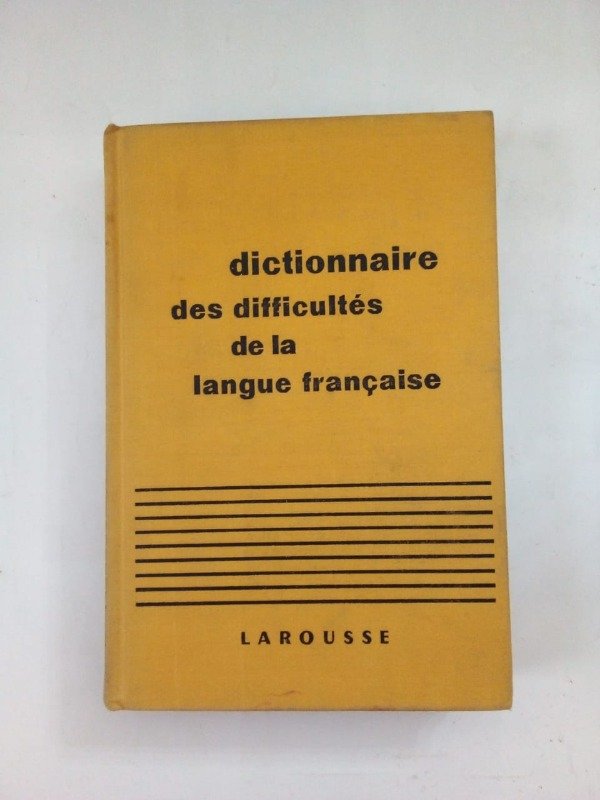 dictionnaire
des difficultés
de la
langue française
LAROUSSE